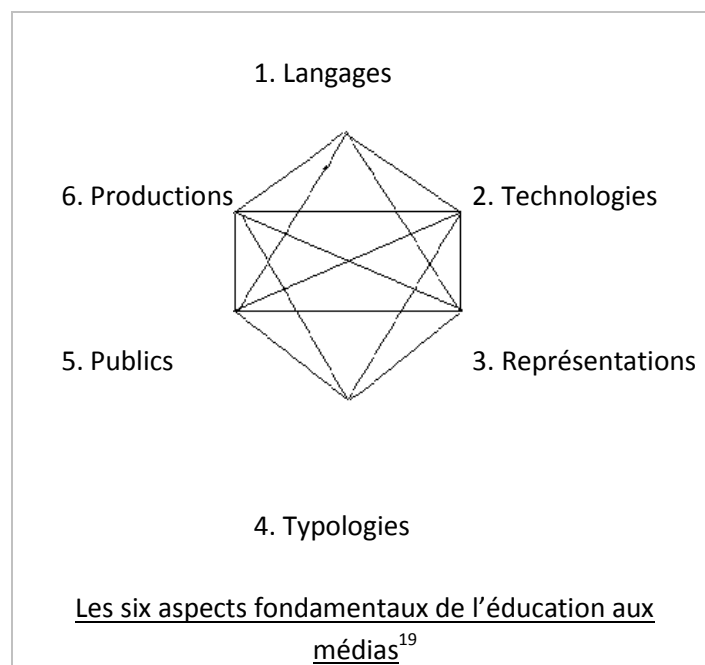 1. Langages
6. Productions
2. Technologies
5. Publics
3. Représentations
4. Typologies
Les six aspects fondamentaux de l’éducation aux
médias19